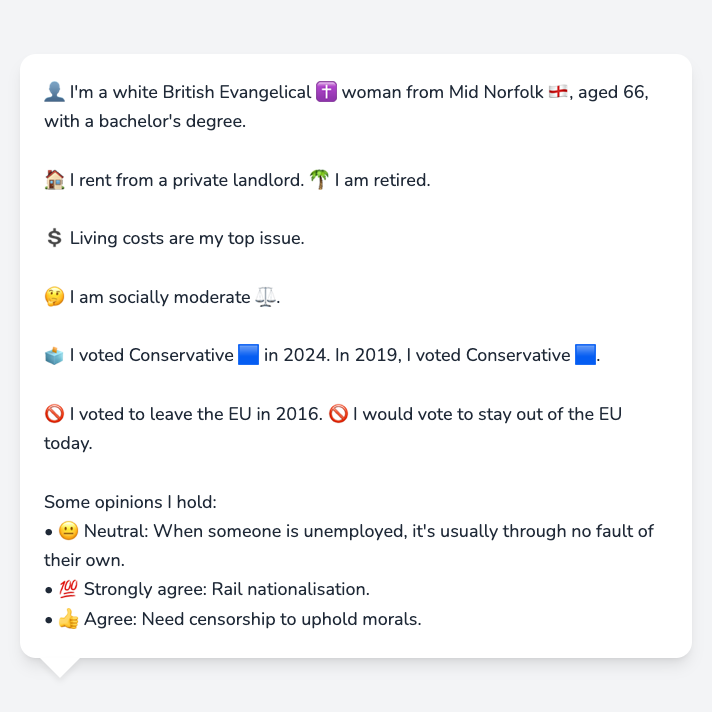 👤 I'm a white British Evangelical ✝️ woman from Mid Norfolk 🏴󠁧󠁢󠁥󠁮󠁧󠁿, aged 66,
with a bachelor's degree.
🏠 I rent from a private landlord. 🌴 I am retired.
💲 Living costs are my top issue.
🤔 I am socially moderate ⚖️.
🗳️ I voted Conservative 🟦 in 2024. In 2019, I voted Conservative 🟦.
🚫 I voted to leave the EU in 2016. 🚫 I would vote to stay out of the EU
today.
Some opinions I hold:
• 😐 Neutral: When someone is unemployed, it's usually through no fault of
their own.
• 💯 Strongly agree: Rail nationalisation.
• 👍 Agree: Need censorship to uphold morals.